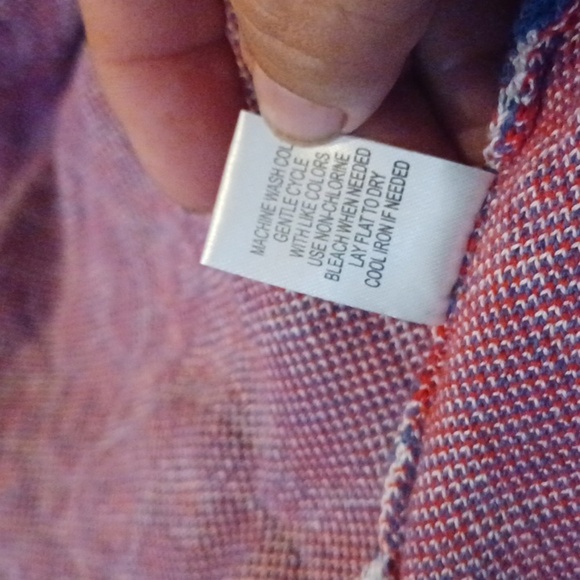 MACHINE WASH COL
GENTLE CYCLE
WITH LIKE COLORS
USE NON-CHLORINE
BLEACH WHEN NEEDED
LAY FLAT TO DRY
COOL IRON IF NEEDED